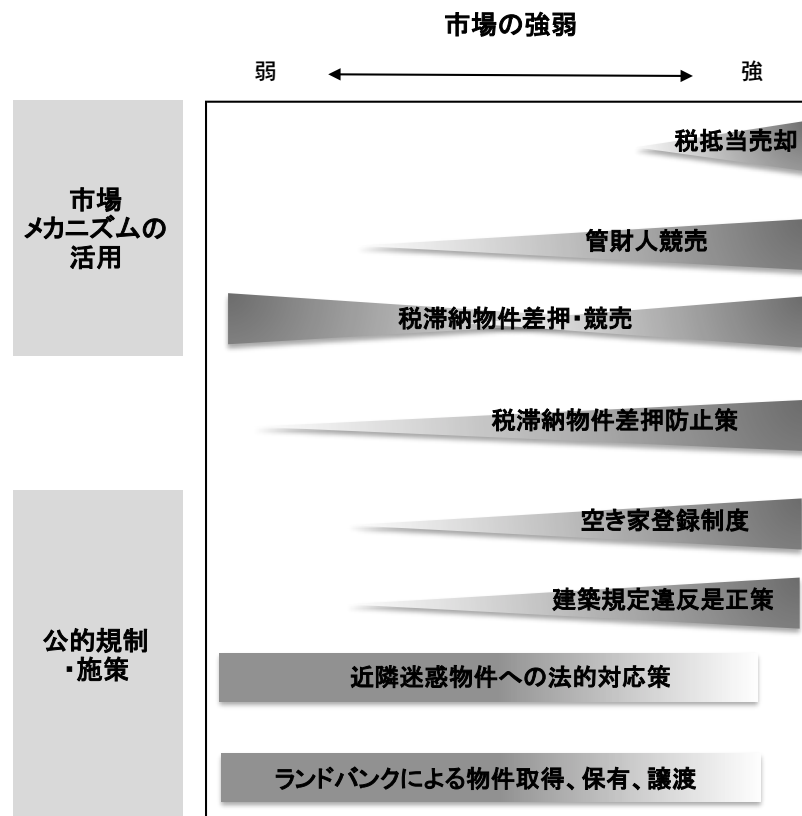 市場の強弱
弱
強
市場
メカニズムの
活用
税抵当売却
管財人競売
税滞納物件差押・競売
税滞納物件差押防止策
公的規制
・施策
空き家登録制度
建築規定違反是正策
近隣迷惑物件への法的対応策
ランドバンクによる物件取得、保有、譲渡